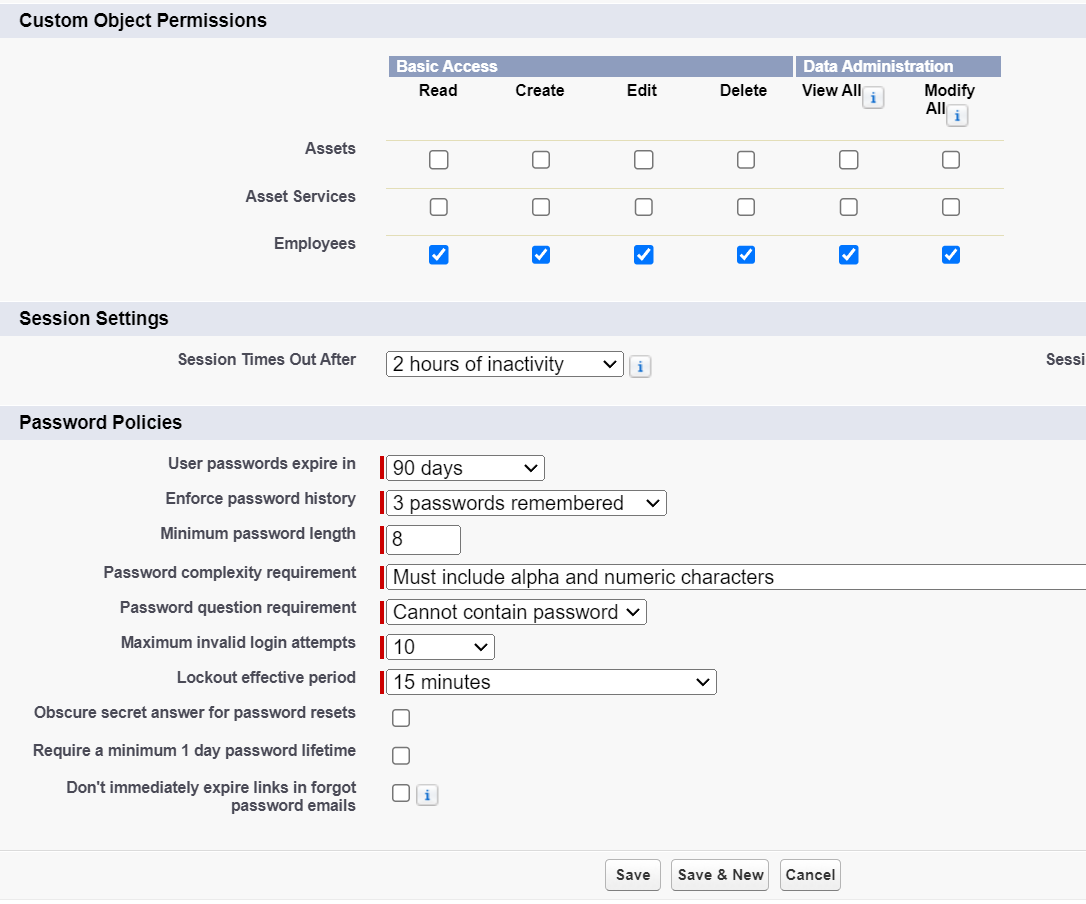 Custom Object Permissions
Basic Access Data Administration
Read Create Edit Delete View All i Modify All i
Assets
Asset Services
Employees
Session Settings
Session Times Out After 2 hours of inactivity i Sessi
Password Policies
User passwords expire in 90 days
Enforce password history 3 passwords remembered
Minimum password length 8
Password complexity requirement Must include alpha and numeric characters
Password question requirement Cannot contain password
Maximum invalid login attempts 10
Lockout effective period 15 minutes
Obscure secret answer for password resets
Require a minimum 1 day password lifetime
Don't immediately expire links in forgot i
password emails
Save Save & New Cancel